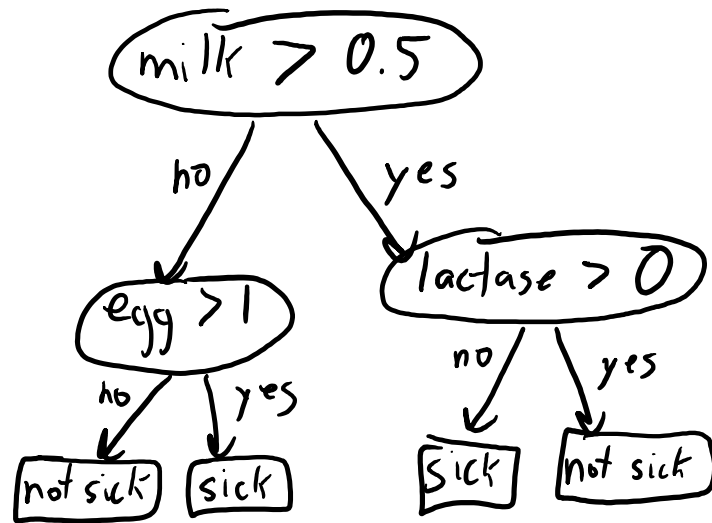 milk > 0.5
no
yes
egg > 1
lactase > 0
no
yes
no
yes
not sick
sick
sick
not sick